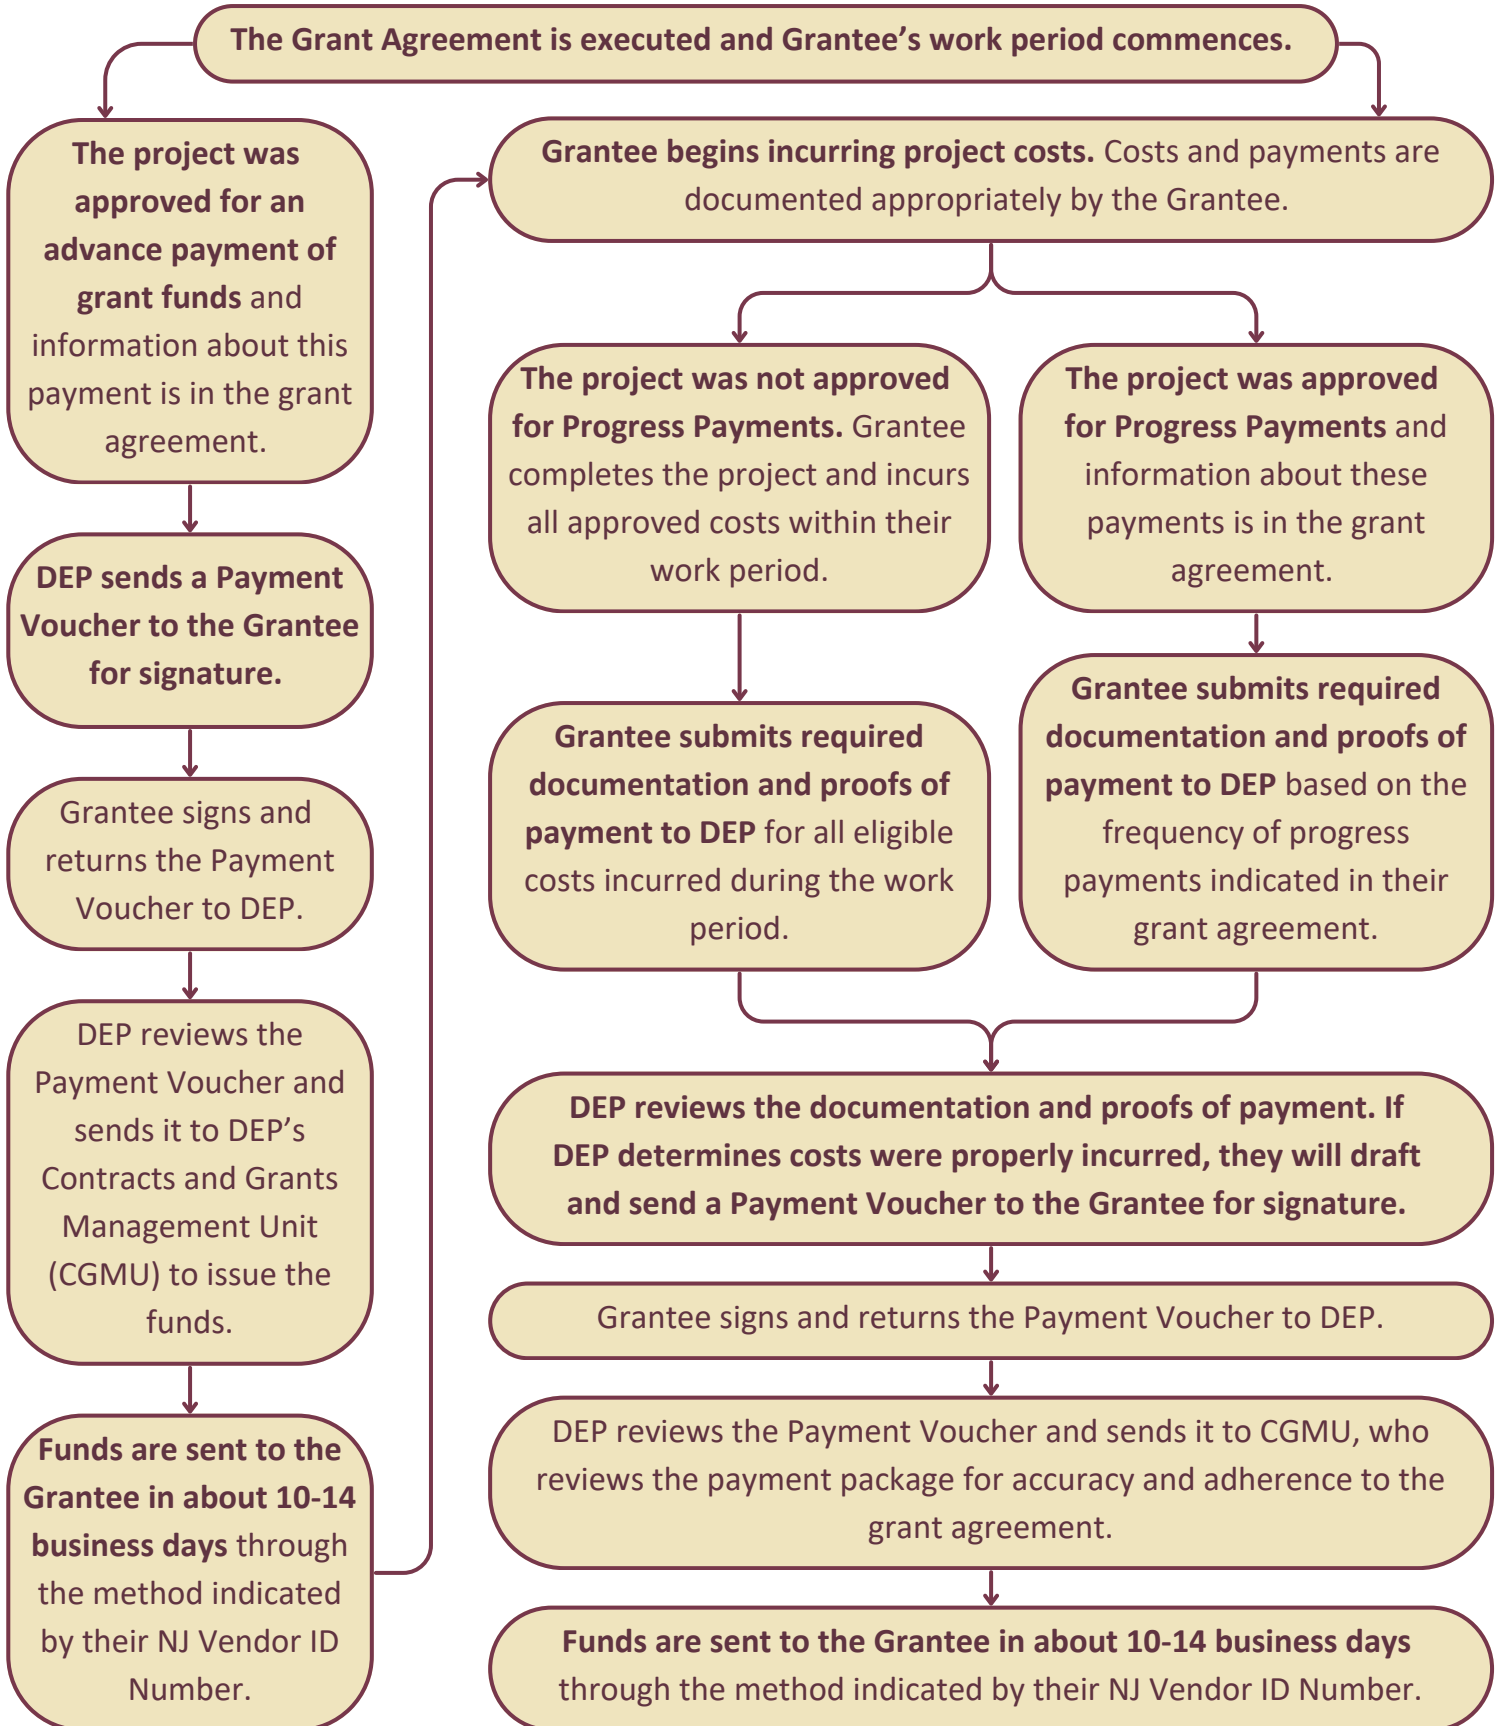 The Grant Agreement is executed and Grantee’s work period commences.
The project was
approved for an
advance payment of
grant funds and
information about this
payment is in the grant
agreement.
DEP sends a Payment
Voucher to the Grantee
for signature.
Grantee signs and
returns the Payment
Voucher to DEP.
DEP reviews the
Payment Voucher and
sends it to DEP’s
Contracts and Grants
Management Unit
(CGMU) to issue the
funds.
Funds are sent to the
Grantee in about 10-14
business days through
the method indicated
by their NJ Vendor ID
Number.
Grantee begins incurring project costs. Costs and payments are
documented appropriately by the Grantee.
The project was not approved
for Progress Payments. Grantee
completes the project and incurs
all approved costs within their
work period.
Grantee submits required
documentation and proofs of
payment to DEP for all eligible
costs incurred during the work
period.
The project was approved
for Progress Payments and
information about these
payments is in the grant
agreement.
Grantee submits required
documentation and proofs of
payment to DEP based on the
frequency of progress
payments indicated in their
grant agreement.
DEP reviews the documentation and proofs of payment. If
DEP determines costs were properly incurred, they will draft
and send a Payment Voucher to the Grantee for signature.
Grantee signs and returns the Payment Voucher to DEP.
DEP reviews the Payment Voucher and sends it to CGMU, who
reviews the payment package for accuracy and adherence to the
grant agreement.
Funds are sent to the Grantee in about 10-14 business days
through the method indicated by their NJ Vendor ID Number.